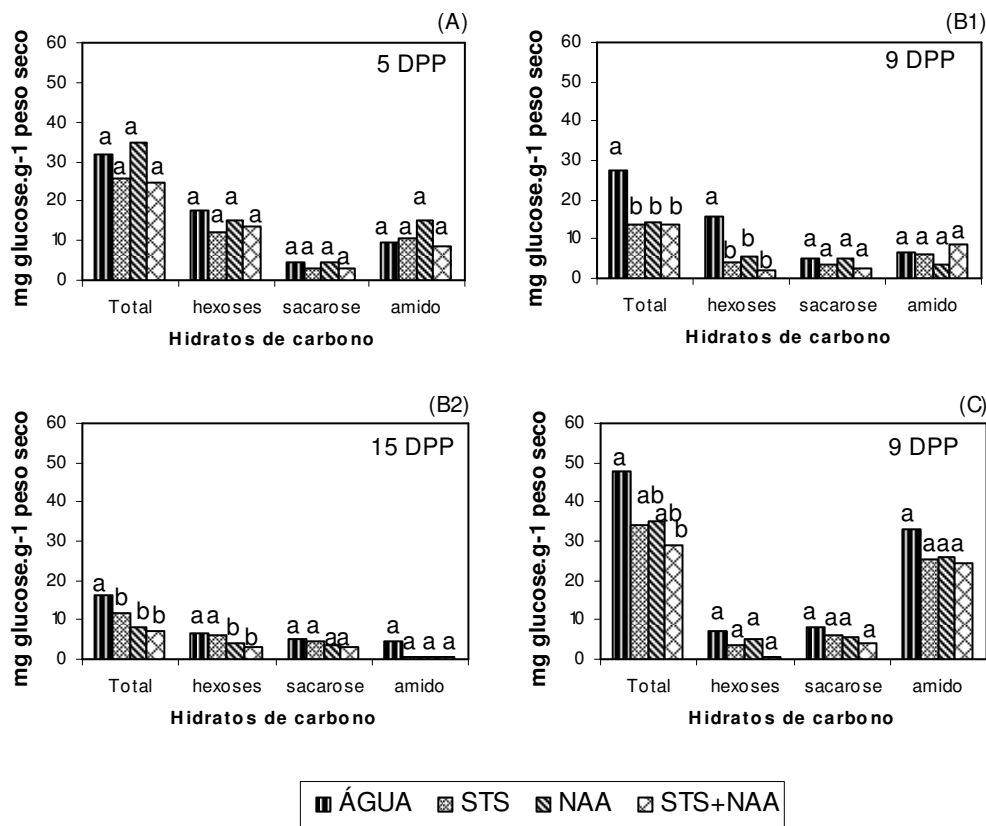 (A)
mg glucose.g-1 peso seco
60
50
40
30
20
10
0
5 DPP
a a a a
a a a a
a a a a
a a a a
Total hexoses sacarose amido
Hidratos de carbono
(B1)
mg glucose.g-1 peso seco
60
50
40
30
20
10
0
9 DPP
a b b b
a b b b
a a a a
a a a a
Total hexoses sacarose amido
Hidratos de carbono
(B2)
mg glucose.g-1 peso seco
60
50
40
30
20
10
0
15 DPP
a b b b
a a b b
a a a a
a a a a
Total hexoses sacarose amido
Hidratos de carbono
(C)
mg glucose.g-1 peso seco
60
50
40
30
20
10
0
9 DPP
a ab ab b
a a a a
a a a a
a a a a
Total hexoses sacarose amido
Hidratos de carbono
ÁGUA STS NAA STS+NAA